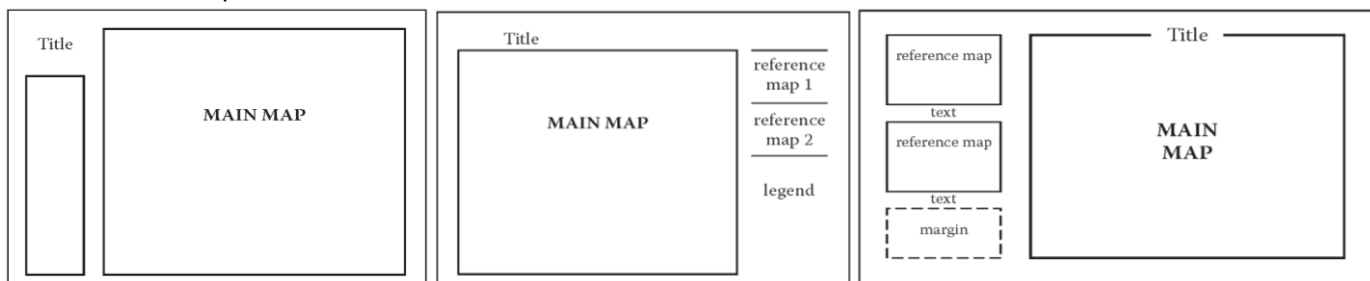 Title
MAIN MAP
Title
MAIN MAP
reference
map 1
reference
map 2
legend
reference map
text
reference map
text
margin
Title
MAIN
MAP